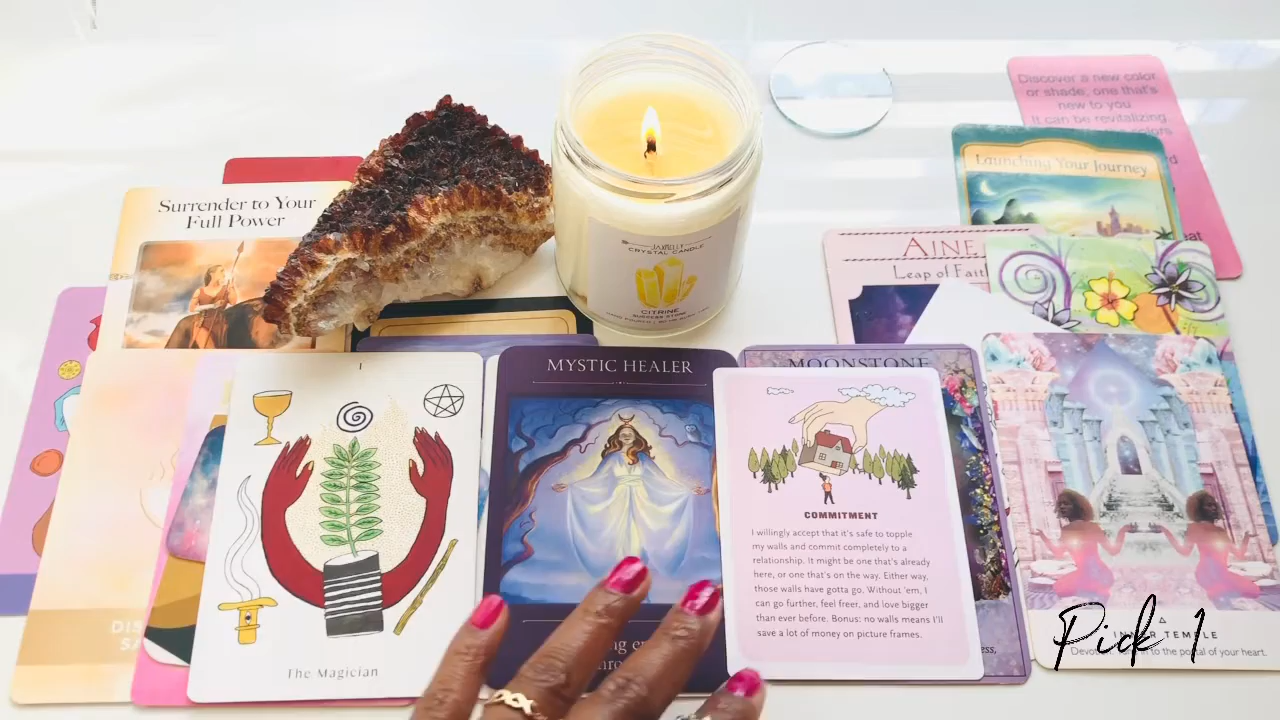 Discover a new color
or shade, one that's
new to you
It can be revitalizing.
Launching Your Journey
Surrender to Your
Full Power
AINE
Leap of Faith
CRYSTAL CANDLE
CITRINE
SUCCESS STONE
I
MYSTIC HEALER
MOONSTONE
COMMITMENT
I willingly accept that it's safe to topple
my walls and commit completely to a
relationship. It might be one that's already
here, or one that's on the way. Either way,
those walls have gotta go. Without 'em, I
can go further, feel freer, and love bigger
than ever before. Bonus: no walls means I'll
save a lot of money on picture frames.
The Magician
Pick 1
INNER TEMPLE
to the portal of your heart.